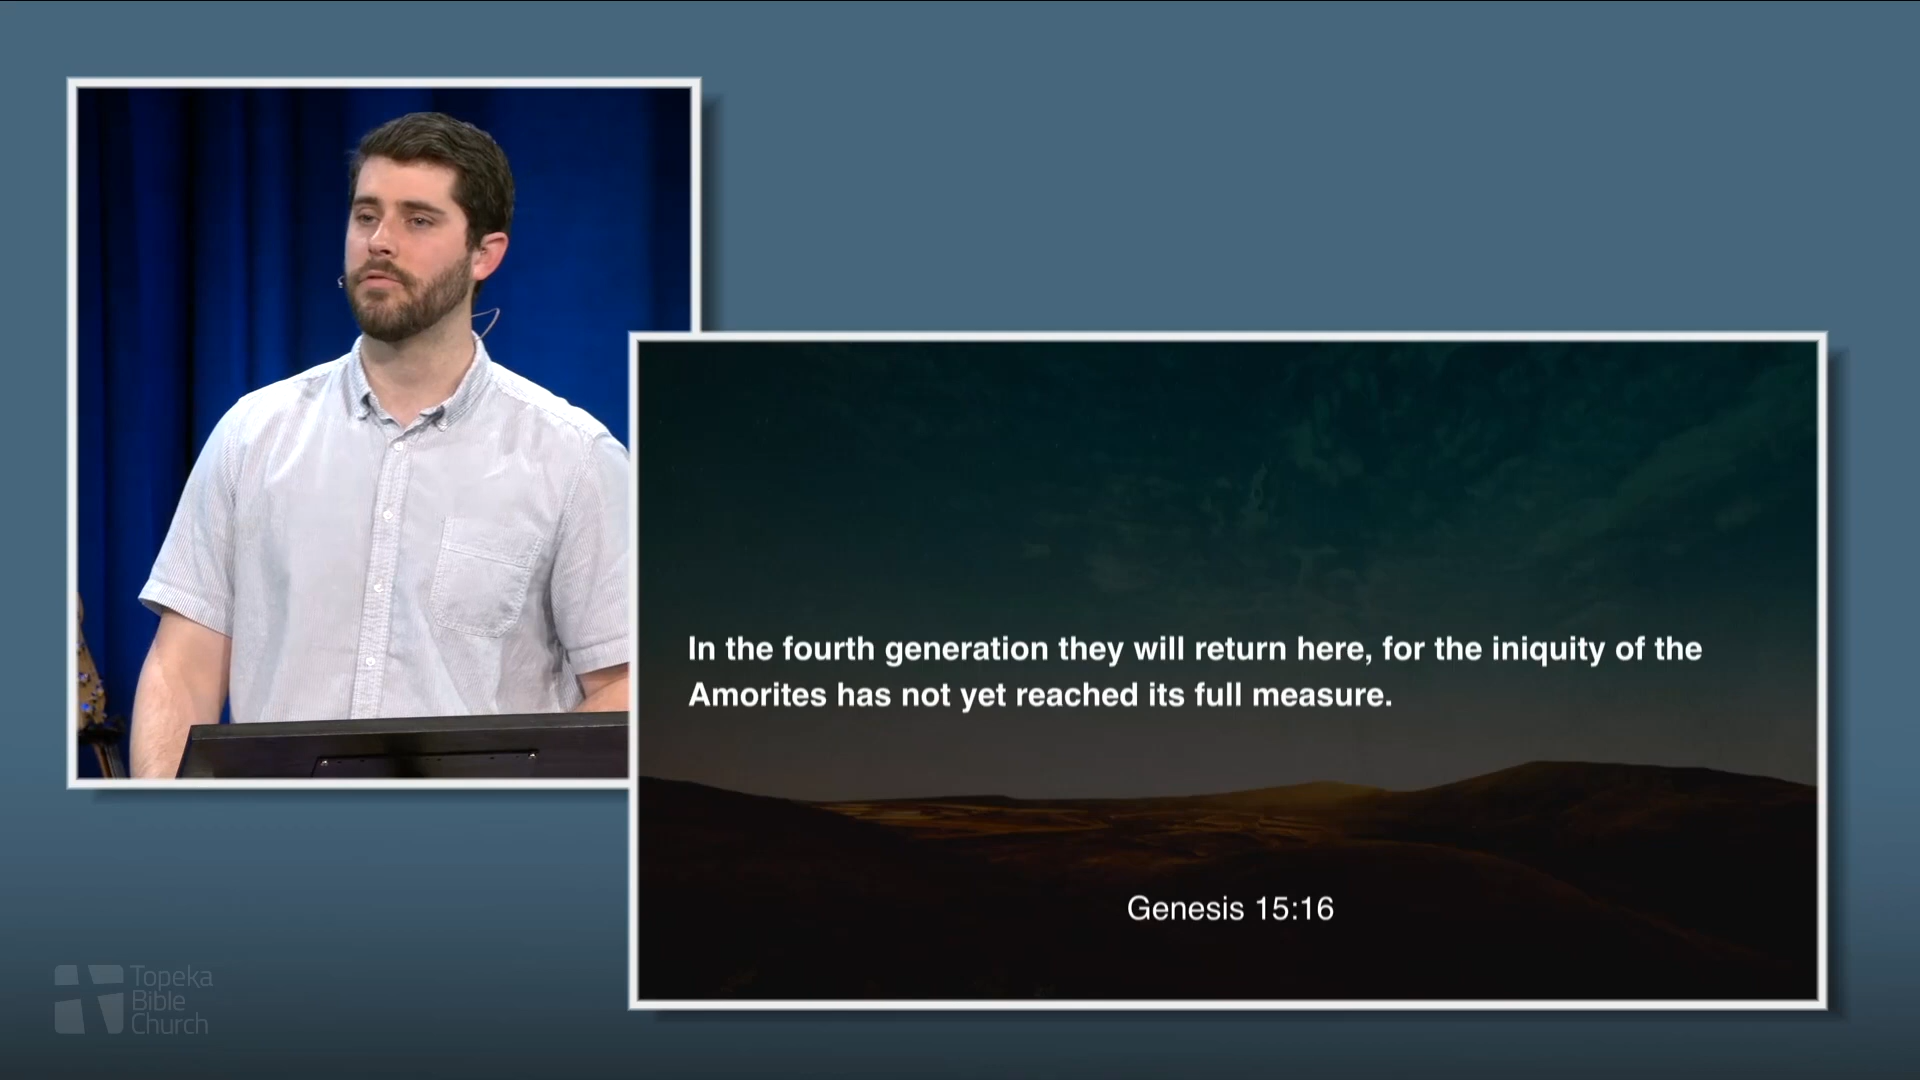 In the fourth generation they will return here, for the iniquity of the
Amorites has not yet reached its full measure.
Genesis 15:16
Topeka
Bible
Church